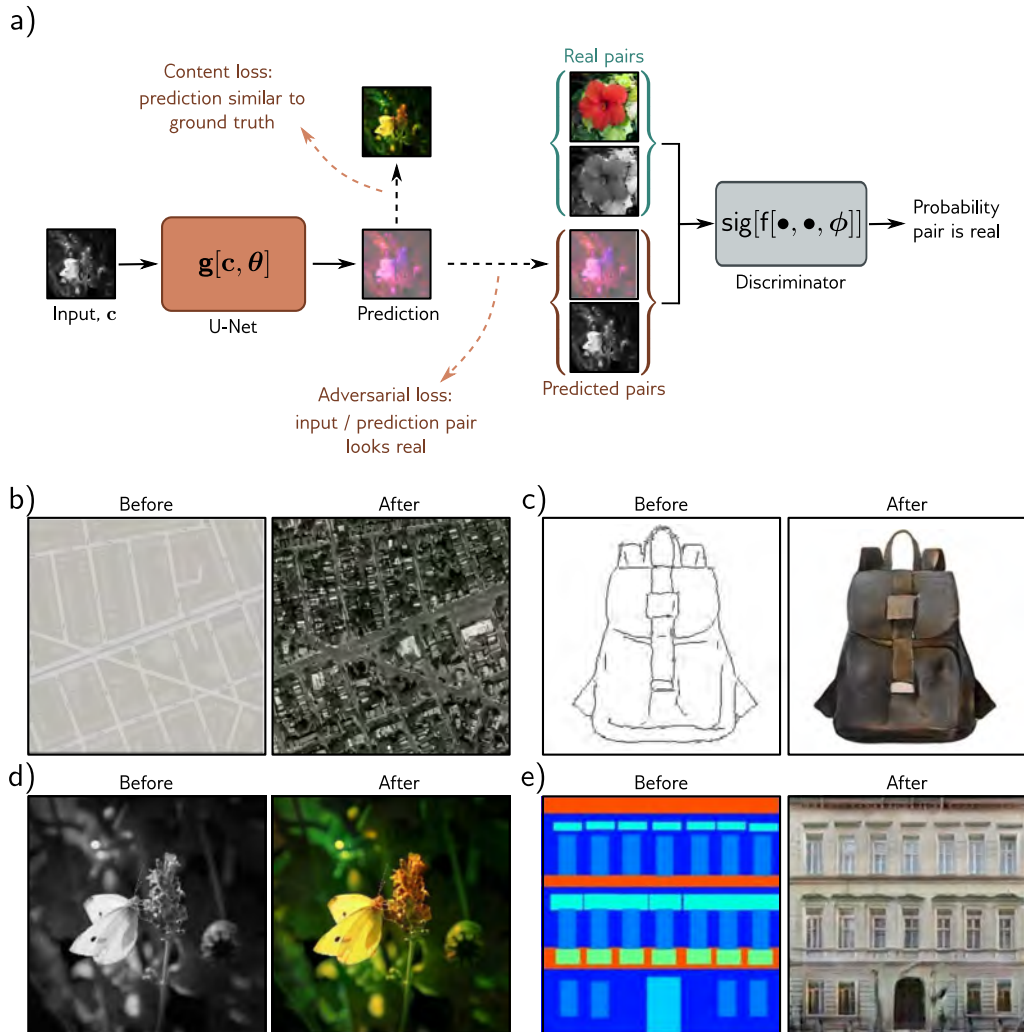 a)
Content loss:
prediction similar to
ground truth
Real pairs
g[c, θ]
sig[f[•, •, ϕ]]
Probability
pair is real
Input, c
U-Net
Prediction
Discriminator
Predicted pairs
Adversarial loss:
input / prediction pair
looks real
b)
Before
After
c)
Before
After
d)
Before
After
e)
Before
After